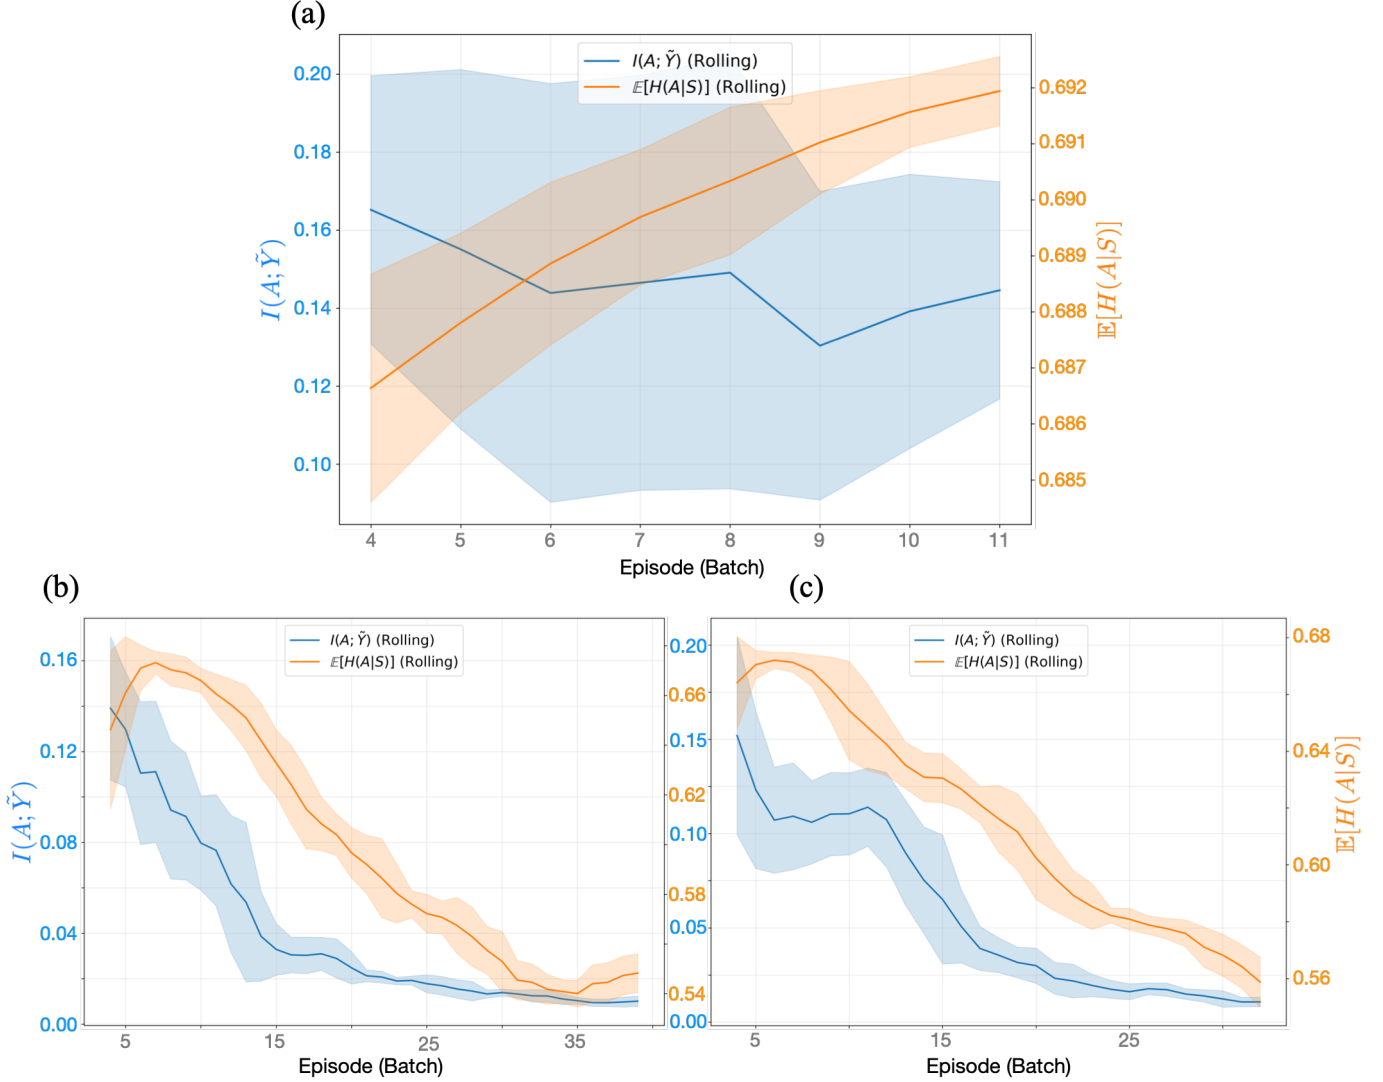 (a)
I(A; Ỹ) (Rolling)
𝔼[H(A|S)] (Rolling)
0.20
0.18
0.16
0.14
0.12
0.10
I(A; Ỹ)
0.692
0.691
0.690
0.689
0.688
0.687
0.686
0.685
𝔼[H(A|S)]
4 5 6 7 8 9 10 11
Episode (Batch)
(b)
I(A; Ỹ) (Rolling)
𝔼[H(A|S)] (Rolling)
0.16
0.12
0.08
0.04
0.00
I(A; Ỹ)
0.66
0.62
0.58
0.54
5 15 25 35
Episode (Batch)
(c)
I(A; Ỹ) (Rolling)
𝔼[H(A|S)] (Rolling)
0.20
0.15
0.10
0.05
0.00
0.68
0.64
0.60
0.56
𝔼[H(A|S)]
5 15 25
Episode (Batch)